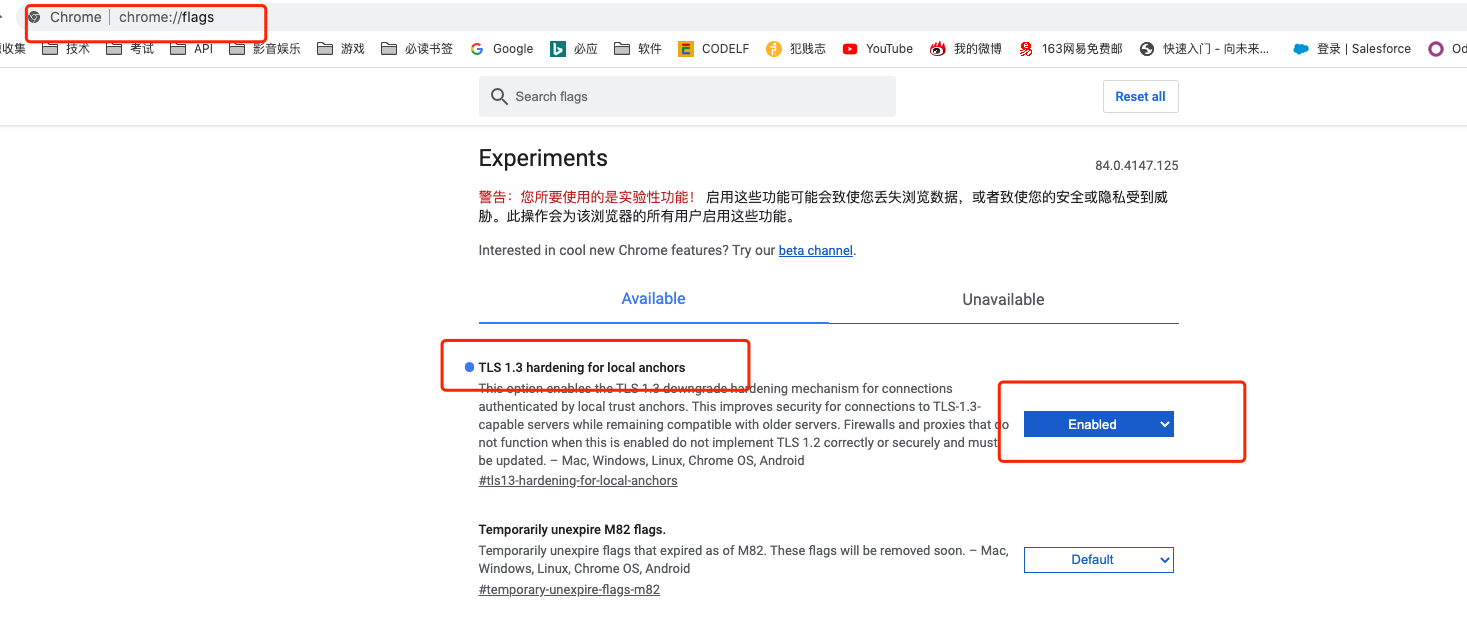 Chrome | chrome://flags
收集 技术 考试 API 影音娱乐 游戏 必读书签 Google 必应 软件 CODELF 犯贱志 YouTube 我的微博 163网易免费邮 快速入门 - 向未来... 登录 | Salesforce Od
Search flags
Reset all
Experiments
84.0.4147.125
警告：您所要使用的是实验性功能！ 启用这些功能可能会致使您丢失浏览数据，或者致使您的安全或隐私受到威
胁。此操作会为该浏览器的所有用户启用这些功能。
Interested in cool new Chrome features? Try our beta channel.
Available
Unavailable
TLS 1.3 hardening for local anchors
This option enables the TLS 1.3 downgrade hardening mechanism for connections
authenticated by local trust anchors. This improves security for connections to TLS-1.3-
capable servers while remaining compatible with older servers. Firewalls and proxies that do
not function when this is enabled do not implement TLS 1.2 correctly or securely and must
be updated. – Mac, Windows, Linux, Chrome OS, Android
#tls13-hardening-for-local-anchors
Enabled
Temporarily unexpire M82 flags.
Temporarily unexpire flags that expired as of M82. These flags will be removed soon. – Mac,
Windows, Linux, Chrome OS, Android
#temporary-unexpire-flags-m82
Default